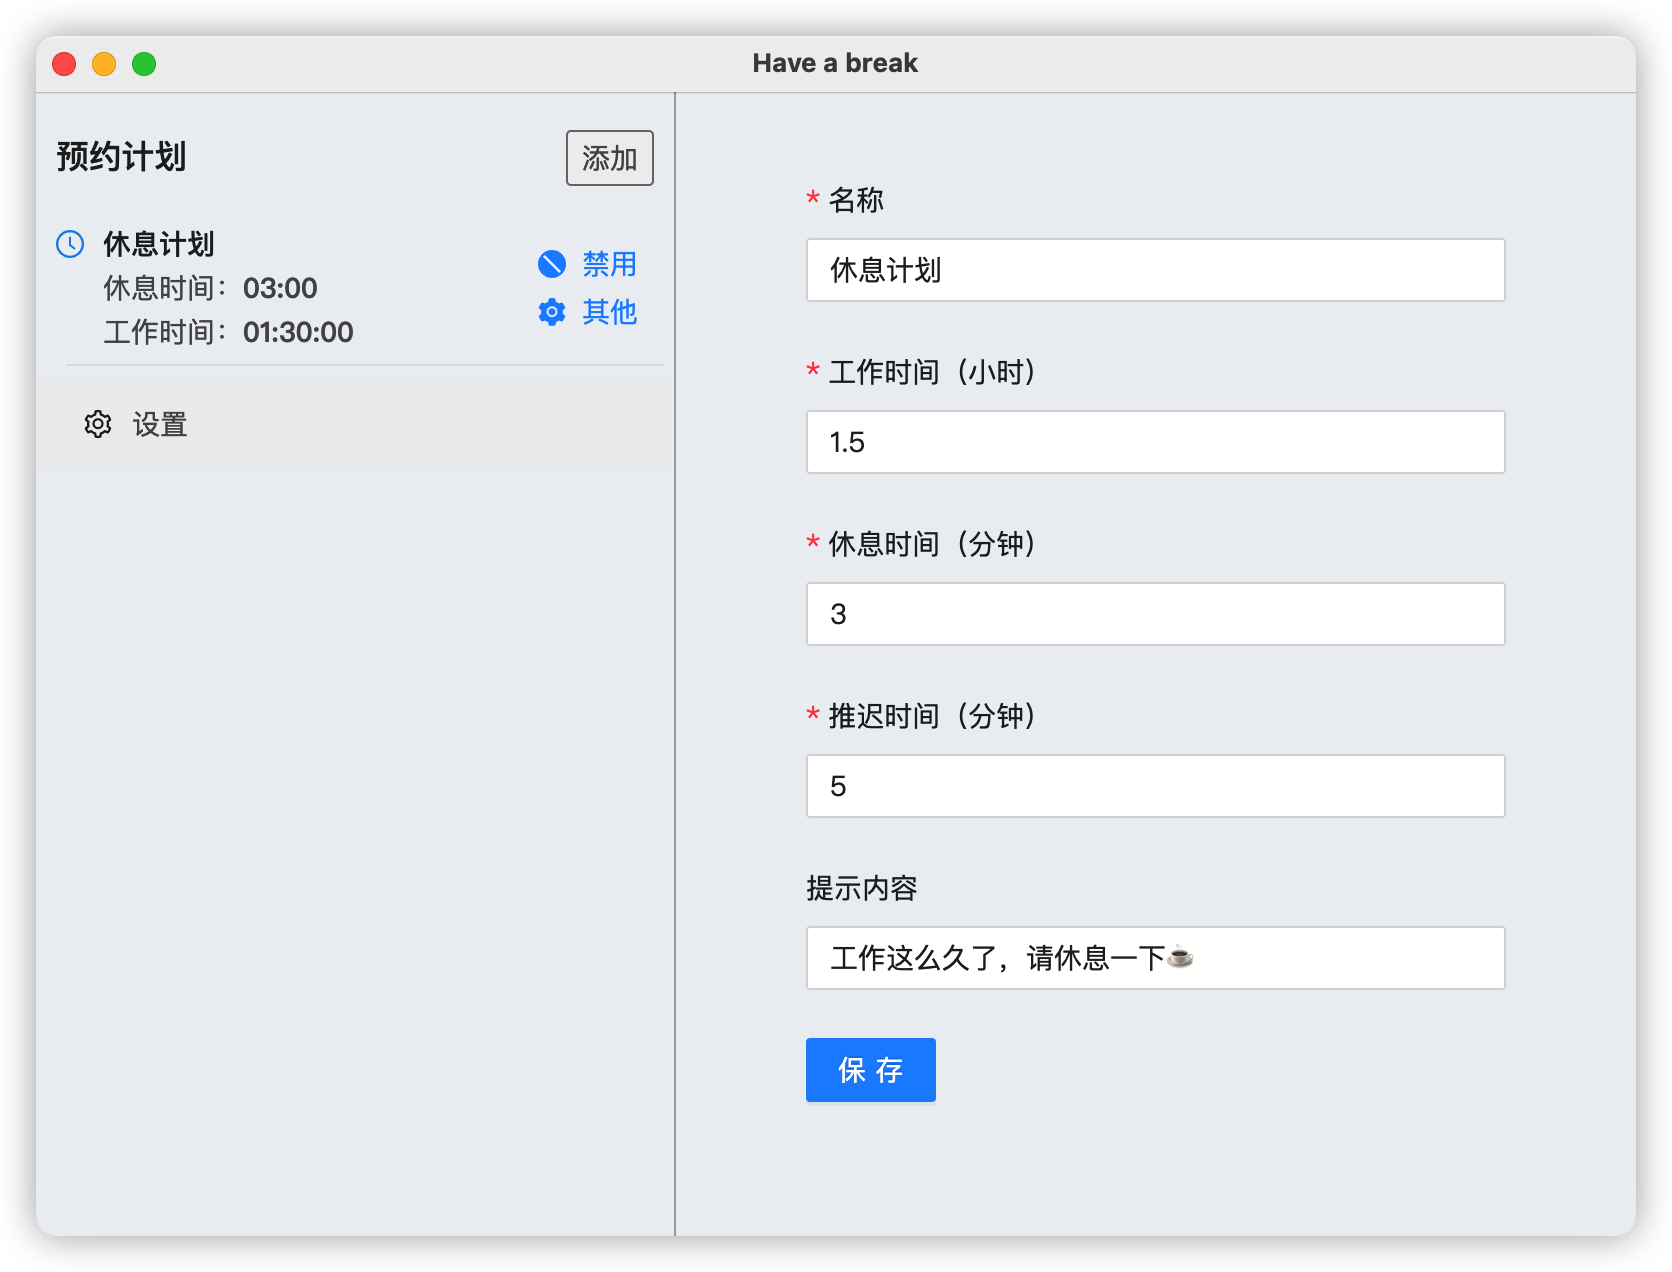 Have a break
预约计划
添加
休息计划
休息时间：03:00
工作时间：01:30:00
禁用
其他
设置
* 名称
休息计划
* 工作时间（小时）
1.5
* 休息时间（分钟）
3
* 推迟时间（分钟）
5
提示内容
工作这么久了，请休息一下☕
保 存